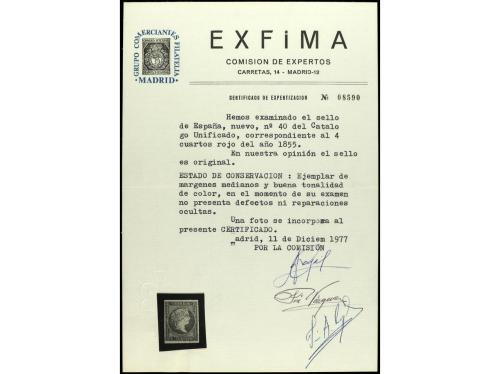 GRUPO COMERCIANTES FILATELIA
MADRID
EXFiMA
COMISION DE EXPERTOS
CARRETAS, 14 - MADRID-12
CERTIFICADO DE EXPERTIZACION № 08590
Hemos examinado el sello
de España, nuevo, nº 40 del Catalo
go Unificado, correspondiente al 4
cuartos rojo del año 1855.
En nuestra opinión el sello
es original.
ESTADO DE CONSERVACION : Ejemplar de
margenes medianos y buena tonalidad
de color, en el momento de su examen
no presenta defectos ni reparaciones
ocultas.
Una foto se incorpora al
presente CERTIFICADO.
adrid, 11 de Diciem 1977
POR LA COMISIÓN